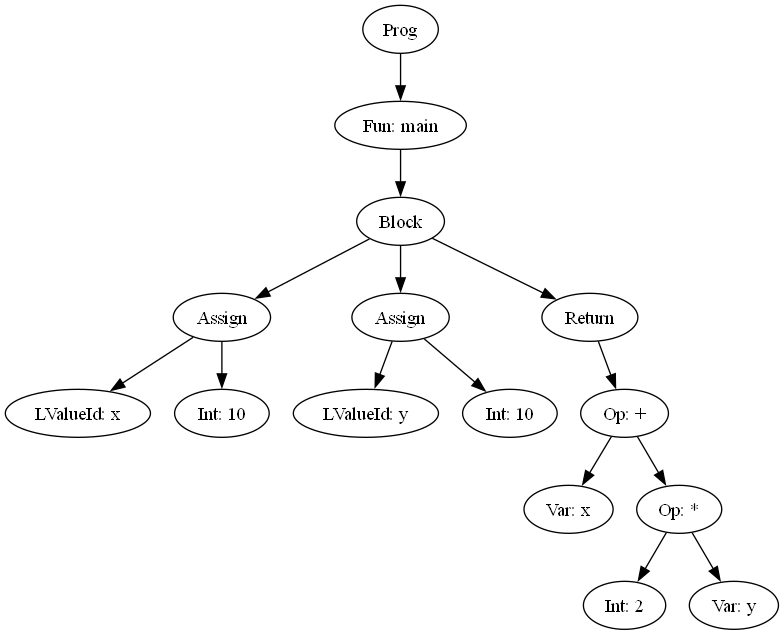 Prog
Fun: main
Block
Assign
Assign
Return
LValueId: x
Int: 10
LValueId: y
Int: 10
Op: +
Var: x
Op: *
Int: 2
Var: y